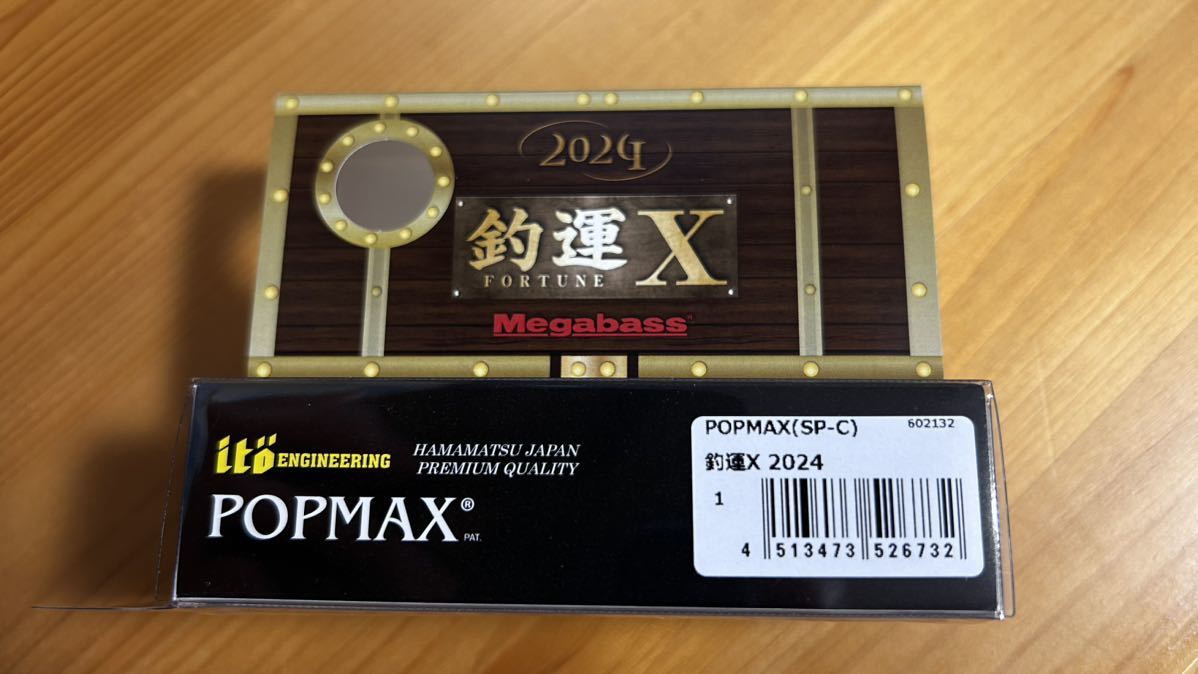 2024
釣運X
FORTUNE
Megabass
itö ENGINEERING
HAMAMATSU JAPAN
PREMIUM QUALITY
POPMAX®
PAT.
POPMAX(SP-C)
602132
釣運X 2024
1
4 513473 526732